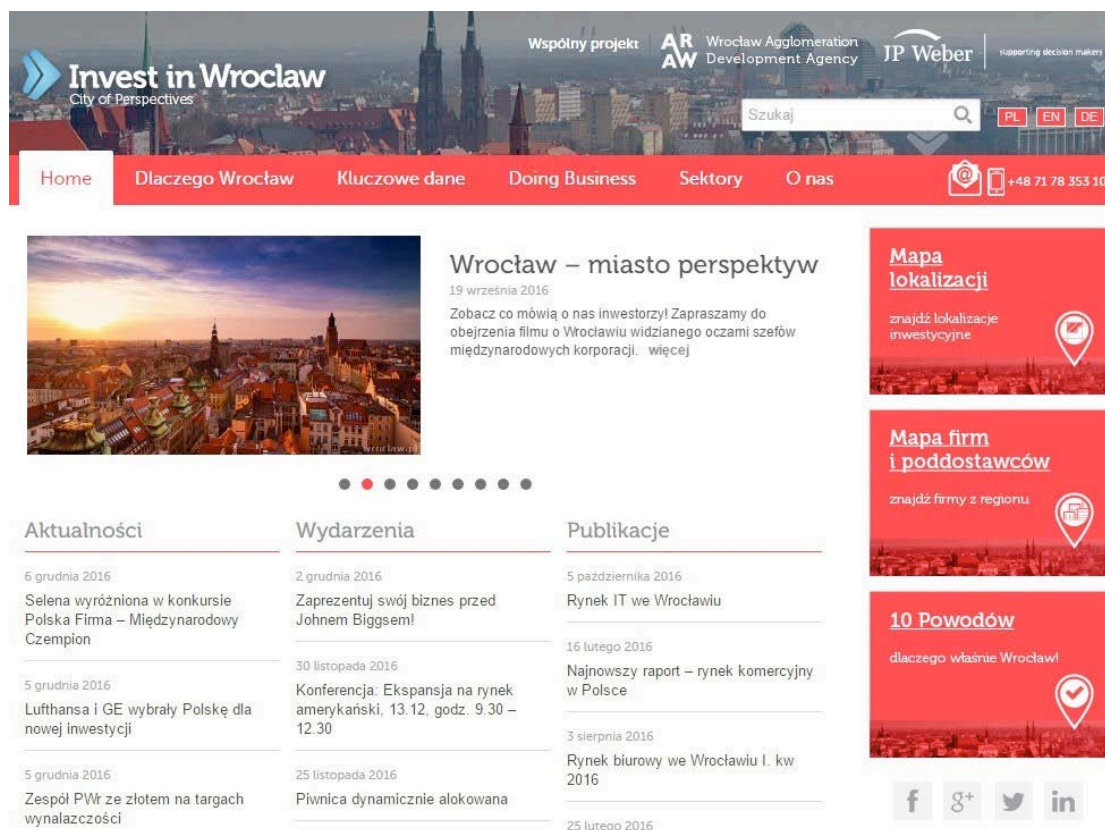 Wspólny projekt
AR
AW
Wrocław Agglomeration
Development Agency
JP Weber
supporting decision makers
Invest in Wroclaw
City of Perspectives
Szukaj
PL EN DE
Home Dlaczego Wrocław Kluczowe dane Doing Business Sektory O nas
+48 71 78 353 10
Wrocław – miasto perspektyw
19 września 2016
Zobacz co mówią o nas inwestorzy! Zapraszamy do
obejrzenia filmu o Wrocławiu widzianego oczami szefów
międzynarodowych korporacji. więcej
wroclaw.pl
Aktualności
6 grudnia 2016
Selena wyróżniona w konkursie
Polska Firma – Międzynarodowy
Czempion
5 grudnia 2016
Lufthansa i GE wybrały Polskę dla
nowej inwestycji
5 grudnia 2016
Zespół PWr ze złotem na targach
wynalazczości
Wydarzenia
2 grudnia 2016
Zaprezentuj swój biznes przed
Johnem Biggsem!
30 listopada 2016
Konferencja: Ekspansja na rynek
amerykański, 13.12, godz. 9.30 –
12.30
25 listopada 2016
Piwnica dynamicznie alokowana
Publikacje
5 października 2016
Rynek IT we Wrocławiu
16 lutego 2016
Najnowszy raport – rynek komercyjny
w Polsce
3 sierpnia 2016
Rynek biurowy we Wrocławiu I. kw
2016
25 lutego 2016
Mapa
lokalizacji
znajdź lokalizacje
inwestycyjne
Mapa firm
i poddostawców
znajdź firmy z regionu
10 Powodów
dlaczego właśnie Wrocław!
f g+ in